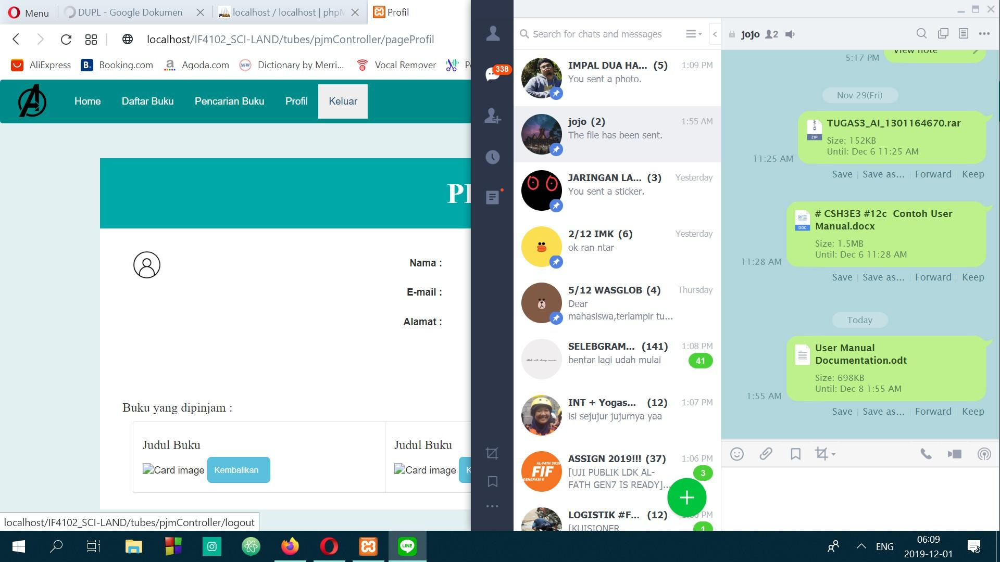 Menu
DUPL - Google Dokumen
localhost / localhost | phpM
Profil
localhost/IF4102_SCI-LAND/tubes/pjmController/pageProfil
AliExpress
Booking.com
Agoda.com
Dictionary by Merri...
Vocal Remover
Home
Daftar Buku
Pencarian Buku
Profil
Keluar
Nama :
E-mail :
Alamat :
Buku yang dipinjam :
Judul Buku
Card image
Kembalikan
Judul Buku
Card image
K
localhost/IF4102_SCI-LAND/tubes/pjmController/logout
338
Search for chats and messages
IMPAL DUA HA... (5)
1:09 PM
You sent a photo.
jojo (2)
1:55 AM
The file has been sent.
JARINGAN LA... (3)
Yesterday
You sent a sticker.
2/12 IMK (6)
Yesterday
ok ran ntar
5/12 WASGLOB (4)
Thursday
Dear
mahasiswa,terlampir tu...
SELEBGRAM... (141)
1:08 PM
bentar lagi udah mulai
41
INT + Yogas... (12)
1:07 PM
isi sejujur jujurnya yaa
AL-FATH 2019
FIF
GENERASI 6
ASSIGN 2019!!! (37)
1:06 PM
[UJI PUBLIK LDK AL-
FATH GEN7 IS READY]...
3
LOGISTIK #F... (12)
PM
[KUISIONER
1
jojo 2
View note
5:17 PM
Nov 29(Fri)
ZIP
TUGAS3_AI_1301164670.rar
Size: 152KB
Until: Dec 6 11:25 AM
11:25 AM
Save | Save as... | Forward | Keep
DOC
# CSH3E3 #12c Contoh User
Manual.docx
Size: 1.5MB
Until: Dec 6 11:28 AM
11:28 AM
Save | Save as... | Forward | Keep
Today
User Manual
Documentation.odt
Size: 698KB
Until: Dec 8 1:55 AM
1:55 AM
Save | Save as... | Forward | Keep
LINE
ENG
06:09
2019-12-01